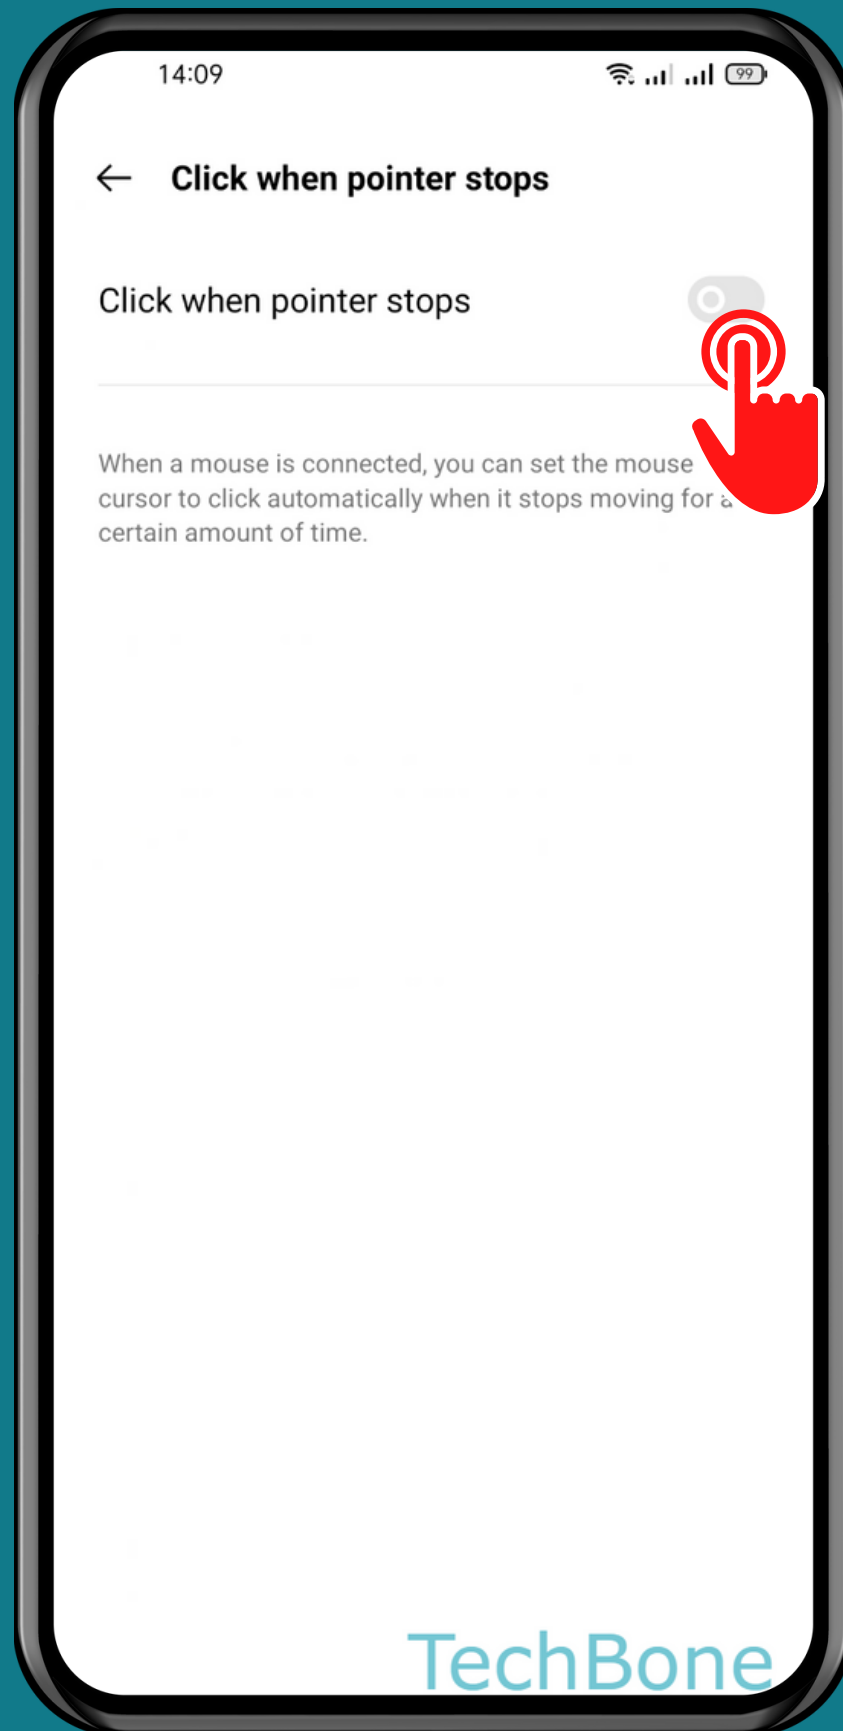 14:09
99
Click when pointer stops
Click when pointer stops
When a mouse is connected, you can set the mouse
cursor to click automatically when it stops moving for a
certain amount of time.
TechBone